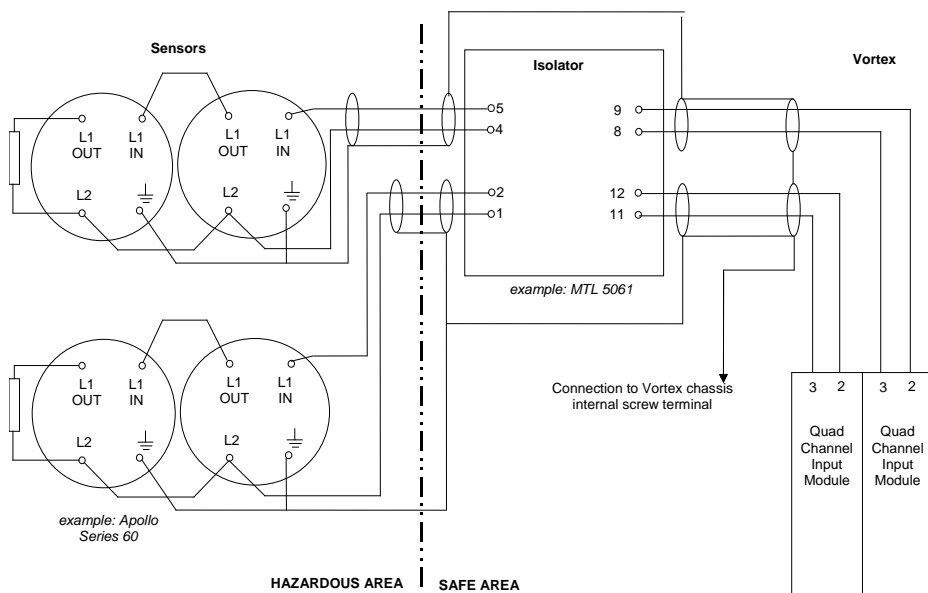 Sensors
Isolator
Vortex
5
4
2
1
9
8
12
11
L1
OUT
L1
IN
L2
L1
OUT
L1
IN
L2
example: MTL 5061
L1
OUT
L1
IN
L2
L1
OUT
L1
IN
L2
example: Apollo
Series 60
Connection to Vortex chassis
internal screw terminal
3 2
Quad
Channel
Input
Module
3 2
Quad
Channel
Input
Module
HAZARDOUS AREA
SAFE AREA